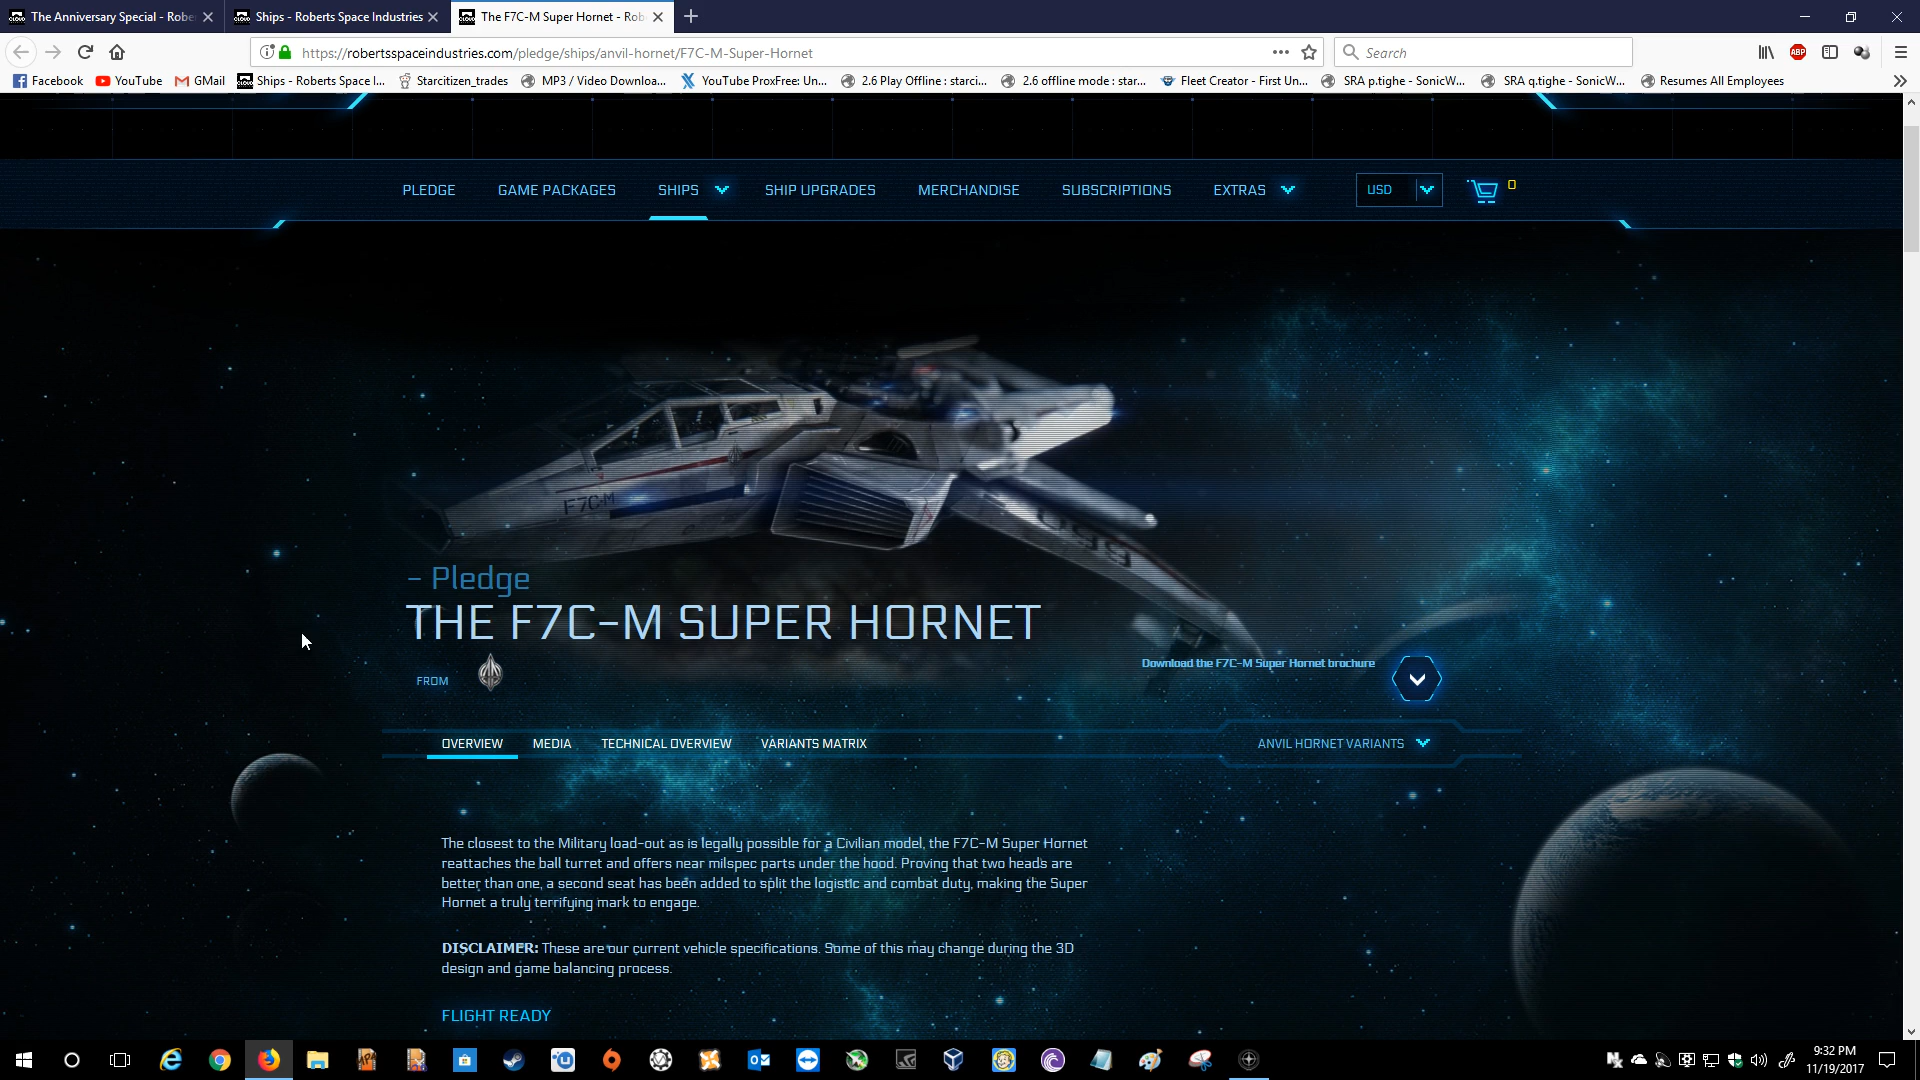 The Anniversary Special - Robe
Ships - Roberts Space Industries
The F7C-M Super Hornet - Rob
https://robertsspaceindustries.com/pledge/ships/anvil-hornet/F7C-M-Super-Hornet
Search
ABP
Facebook
YouTube
GMail
Ships - Roberts Space I...
Starcitizen_trades
MP3 / Video Downloa...
YouTube ProxFree: Un...
2.6 Play Offline : starci...
2.6 offline mode : star...
Fleet Creator - First Un...
SRA p.tighe - SonicW...
SRA q.tighe - SonicW...
Resumes All Employees
PLEDGE
GAME PACKAGES
SHIPS
SHIP UPGRADES
MERCHANDISE
SUBSCRIPTIONS
EXTRAS
USD
0
F7C-M
- Pledge
THE F7C-M SUPER HORNET
FROM
Download the F7C-M Super Hornet brochure
OVERVIEW
MEDIA
TECHNICAL OVERVIEW
VARIANTS MATRIX
ANVIL HORNET VARIANTS
The closest to the Military load-out as is legally possible for a Civilian model, the F7C-M Super Hornet
reattaches the ball turret and offers near milspec parts under the hood. Proving that two heads are
better than one, a second seat has been added to split the logistic and combat duty, making the Super
Hornet a truly terrifying mark to engage.
DISCLAIMER: These are our current vehicle specifications. Some of this may change during the 3D
design and game balancing process.
FLIGHT READY
9:32 PM
11/19/2017